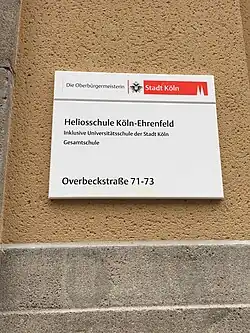 Die Oberbürgermeisterin Stadt Köln
Heliosschule Köln-Ehrenfeld
Inklusive Universitätsschule der Stadt Köln
Gesamtschule
Overbeckstraße 71-73